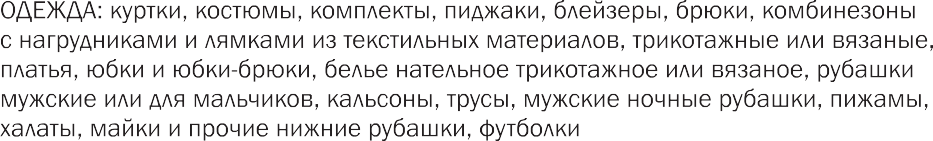 ОДЕЖДА: куртки, костюмы, комплекты, пиджаки, блейзеры, брюки, комбинезоны
с нагрудниками и лямками из текстильных материалов, трикотажные или вязаные,
платья, юбки и юбки-брюки, белье нательное трикотажное или вязаное, рубашки
мужские или для мальчиков, кальсоны, трусы, мужские ночные рубашки, пижамы,
халаты, майки и прочие нижние рубашки, футболки